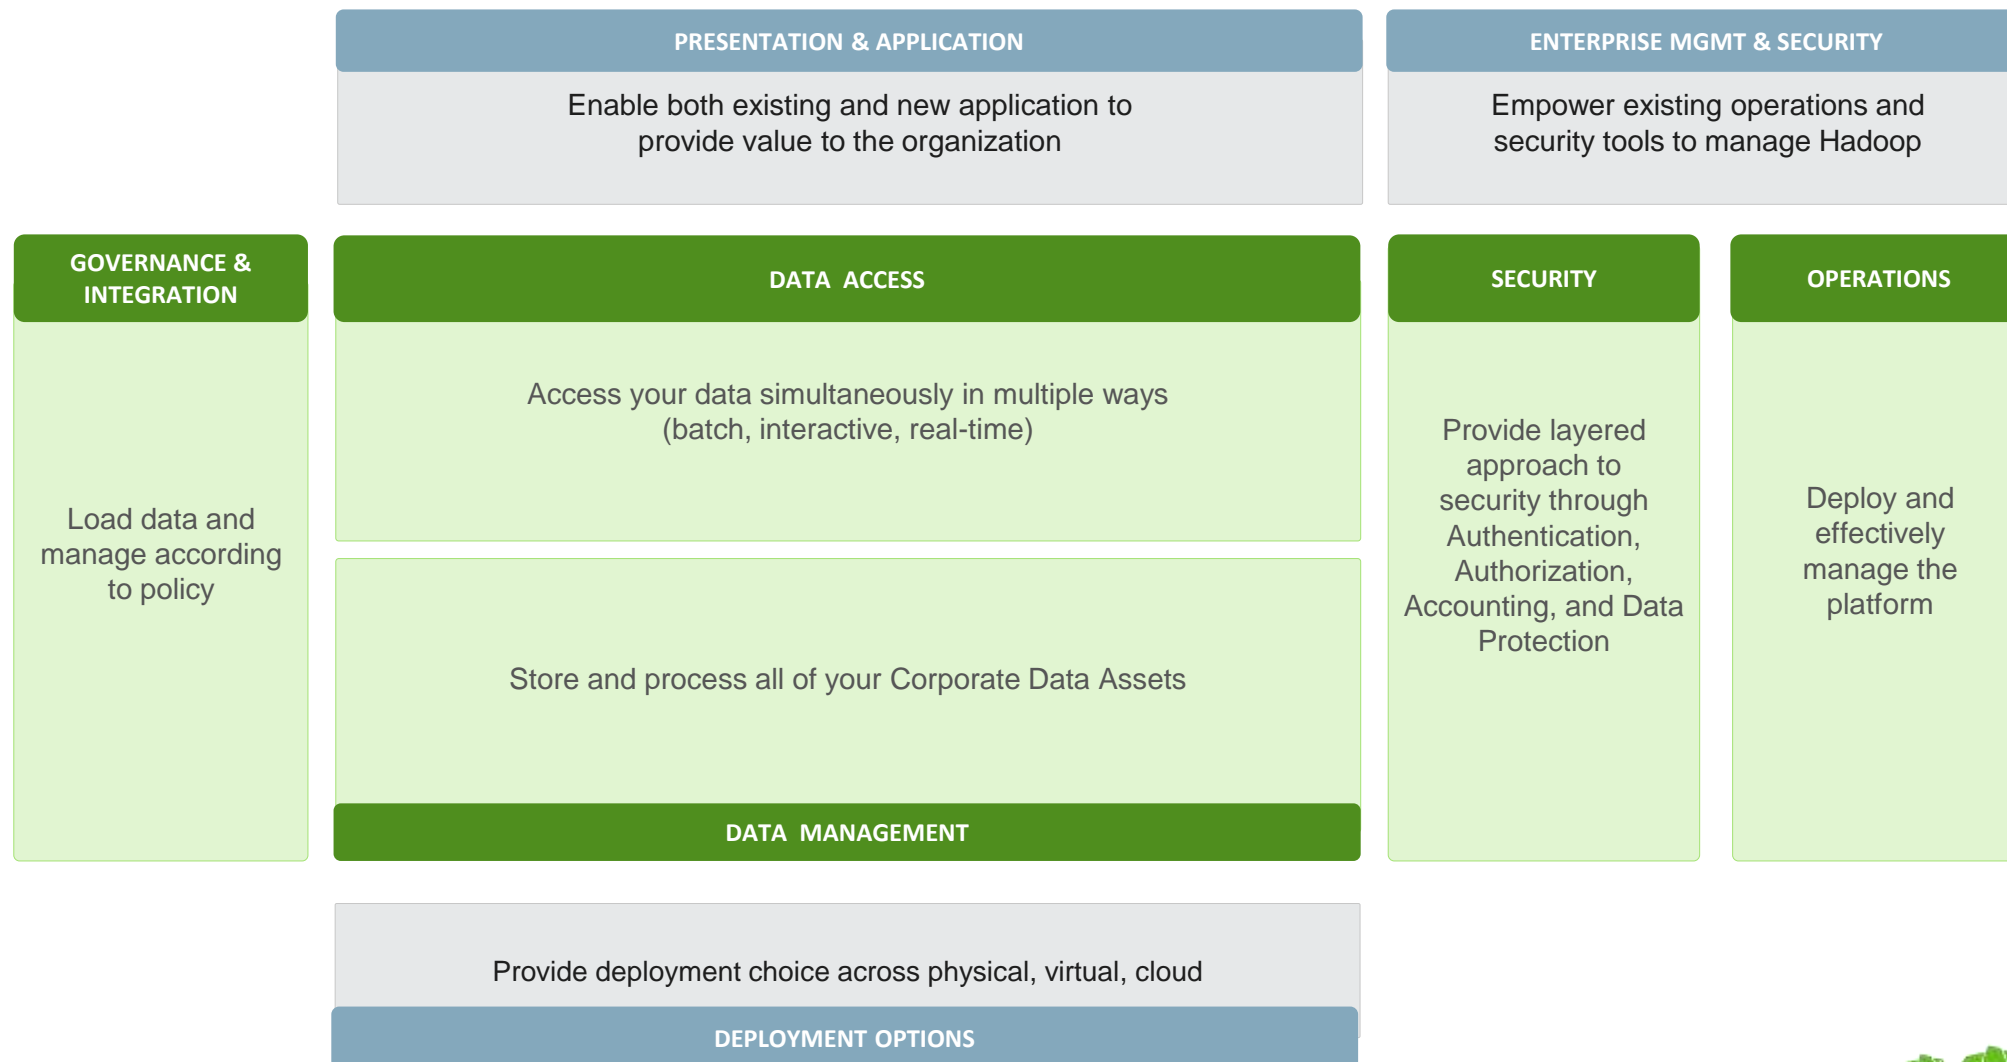 PRESENTATION & APPLICATION
Enable both existing and new application to
provide value to the organization
ENTERPRISE MGMT & SECURITY
Empower existing operations and
security tools to manage Hadoop
GOVERNANCE &
INTEGRATION
Load data and
manage according
to policy
DATA ACCESS
Access your data simultaneously in multiple ways
(batch, interactive, real-time)
Store and process all of your Corporate Data Assets
DATA MANAGEMENT
SECURITY
Provide layered
approach to
security through
Authentication,
Authorization,
Accounting, and Data
Protection
OPERATIONS
Deploy and
effectively
manage the
platform
Provide deployment choice across physical, virtual, cloud
DEPLOYMENT OPTIONS